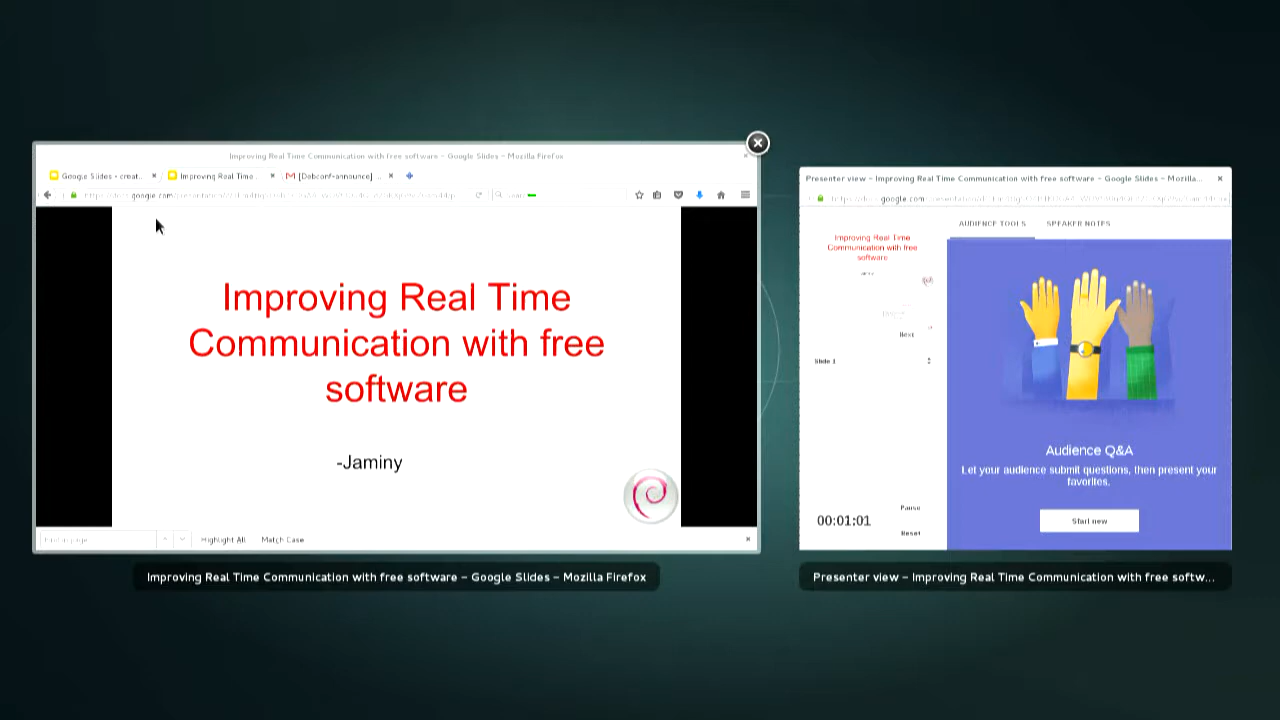 Improving Real Time Communication with free software - Google Slides - Mozilla Firefox
Google Slides - creat...
Improving Real Time
[Debconf-announce]
google.com
Improving Real Time
Communication with free
software
-Jaminy
Highlight All
Match Case
Improving Real Time Communication with free software – Google Slides – Mozilla Firefox
Presenter view – Improving Real Time Communication with free software – Google Slides – Mozilla...
google.com
AUDIENCE TOOLS
SPEAKER NOTES
Improving Real Time
Communication with free
software
Next
Slide 1
00:01:01
Pause
Reset
Audience Q&A
Let your audience submit questions, then present your
favorites.
Start new
Presenter view – Improving Real Time Communication with free softw...